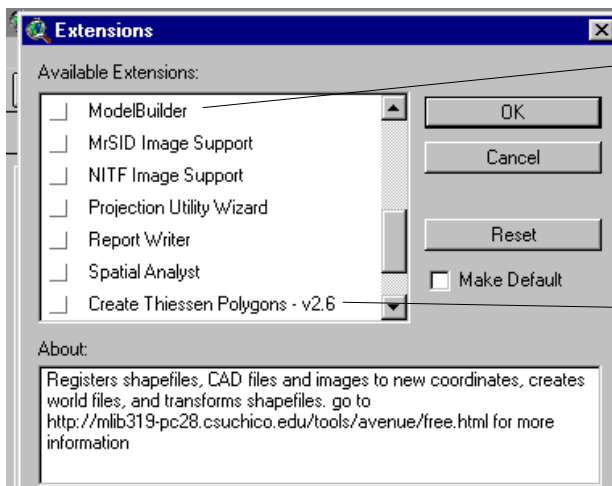 Extensions
Available Extensions:
ModelBuilder
MrSID Image Support
NITF Image Support
Projection Utility Wizard
Report Writer
Spatial Analyst
Create Thiessen Polygons - v2.6
OK
Cancel
Reset
Make Default
About:
Registers shapefiles, CAD files and images to new coordinates, creates
world files, and transforms shapefiles. go to
http://mlib319-pc28.csuchico.edu/tools/avenue/free.html for more
information